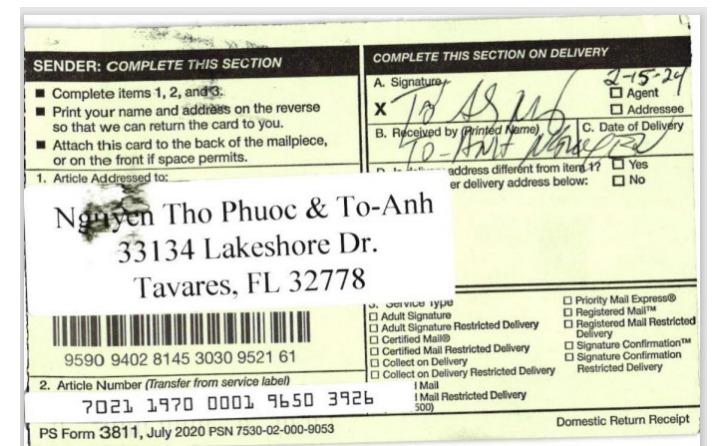 SENDER: COMPLETE THIS SECTION
■ Complete items 1, 2, and 3.
■ Print your name and address on the reverse
so that we can return the card to you.
■ Attach this card to the back of the mailpiece,
or on the front if space permits.
1. Article Addressed to:
Nguyen Tho Phuoc & To-Anh
33134 Lakeshore Dr.
Tavares, FL 32778
9590 9402 8145 3030 9521 61
2. Article Number (Transfer from service label)
7021 1970 0001 9650 3926
COMPLETE THIS SECTION ON DELIVERY
A. Signature
2-15-24
X
☐ Agent
☐ Addressee
B. Received by (Printed Name)
C. Date of Delivery
To-Anh Nguyen
address different from item 1? ☐ Yes
er delivery address below: ☐ No
3. Service Type
☐ Adult Signature
☐ Adult Signature Restricted Delivery
☐ Certified Mail®
☐ Certified Mail Restricted Delivery
☐ Collect on Delivery
☐ Collect on Delivery Restricted Delivery
Mail
Mail Restricted Delivery
500)
☐ Priority Mail Express®
☐ Registered Mail™
☐ Registered Mail Restricted
Delivery
☐ Signature Confirmation™
☐ Signature Confirmation
Restricted Delivery
PS Form 3811, July 2020 PSN 7530-02-000-9053
Domestic Return Receipt